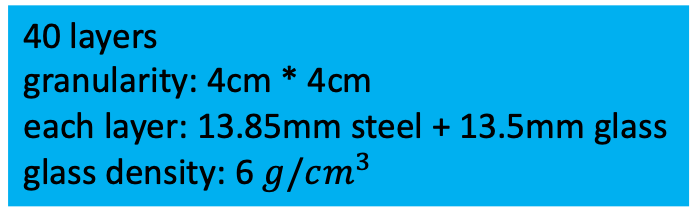 40 layers
granularity: 4cm * 4cm
each layer: 13.85mm steel + 13.5mm glass
glass density: 6 g/cm³